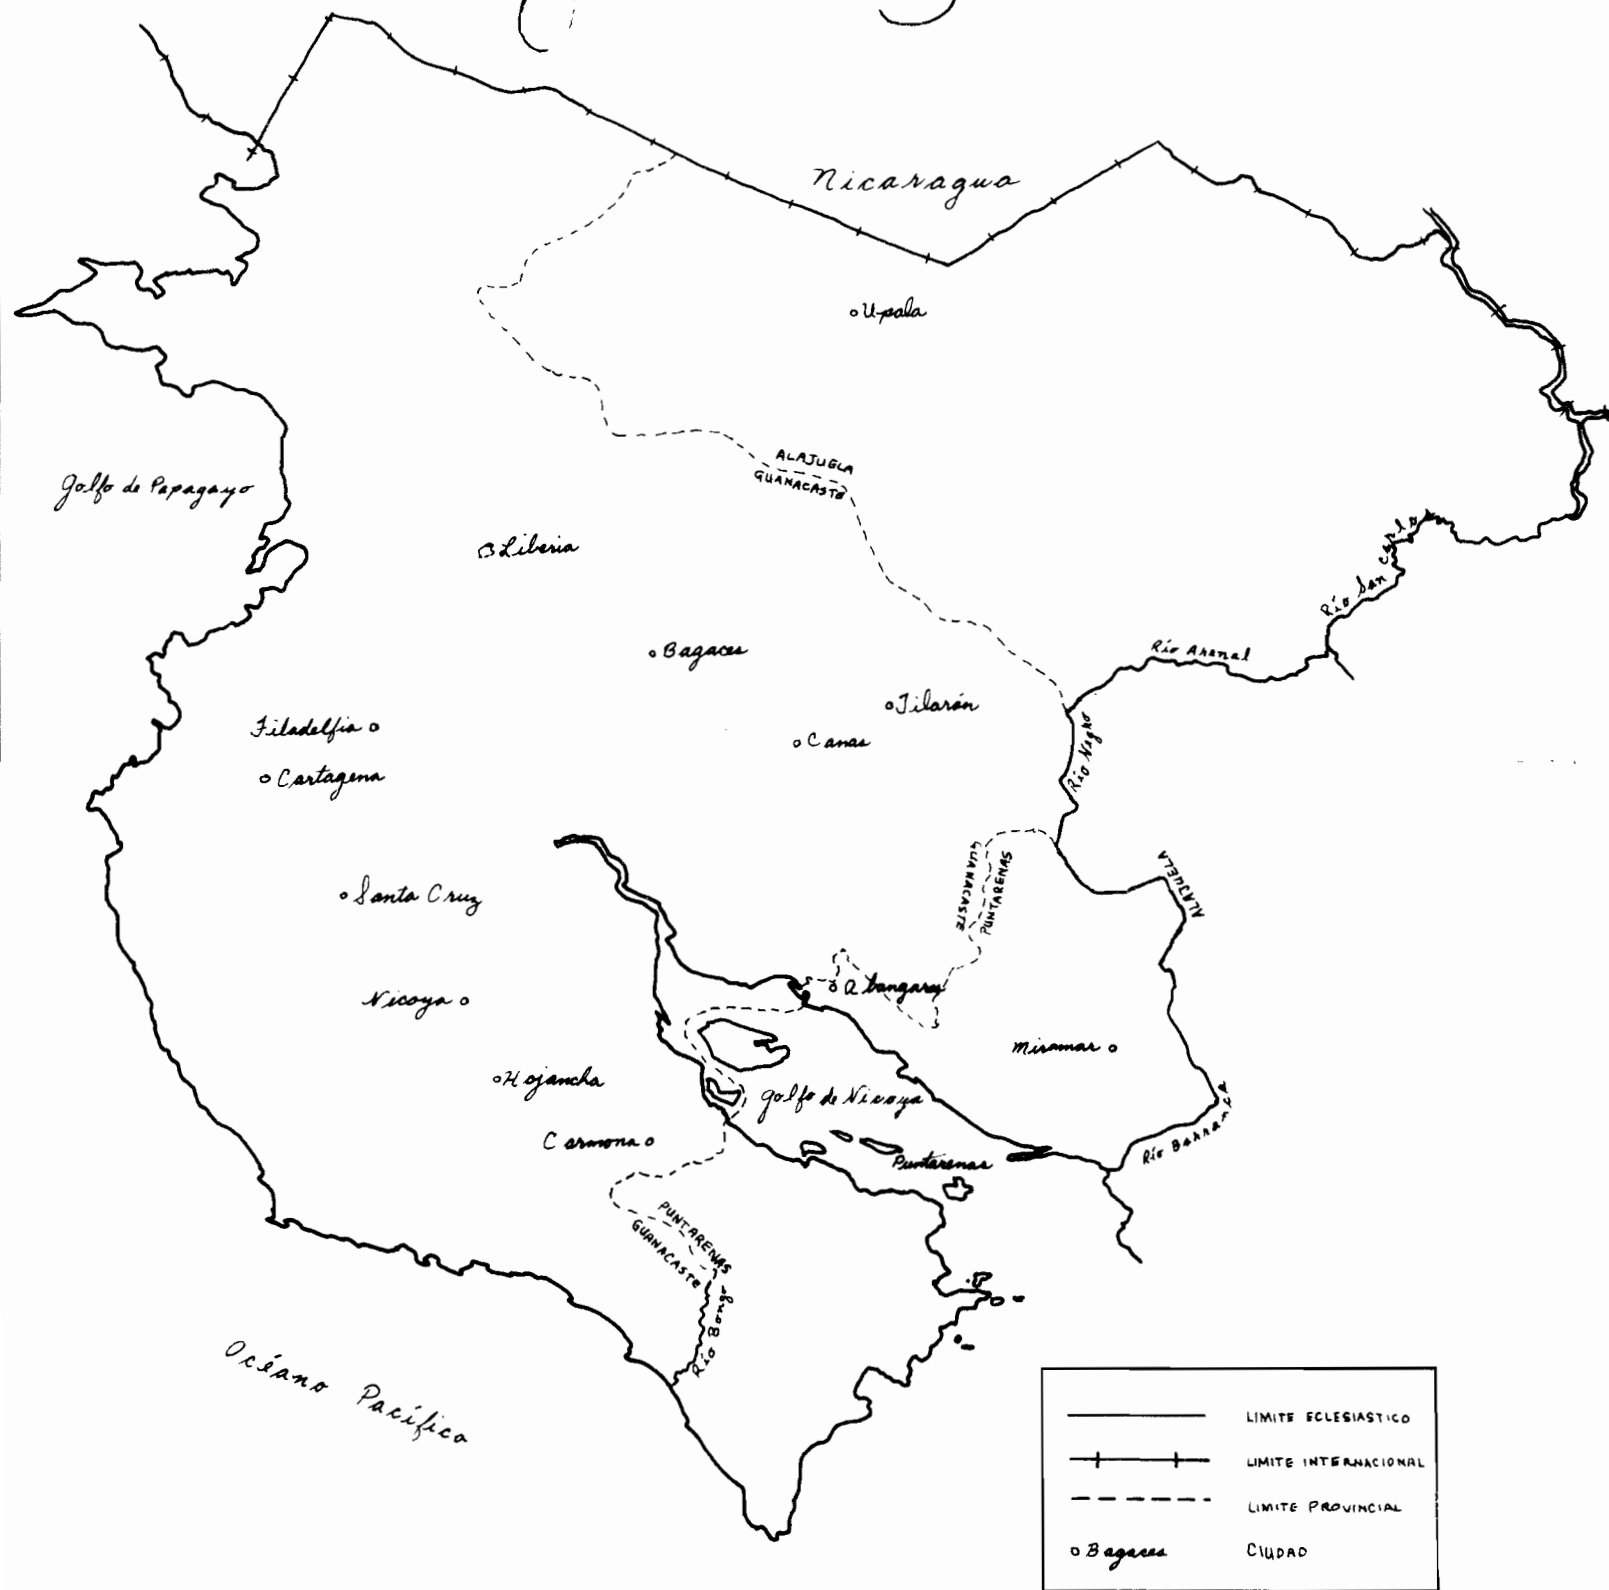 Nicaragua
Upala
ALAJUELA
GUANACASTE
Golfo de Papagayo
Liberia
Río San Carlos
Río Arenal
Bagaces
Tilarán
Filadelfia
Canas
Río Negro
Cartagena
GUANACASTE
PUNTARENAS
ALAJUELA
Santa Cruz
Abangares
Nicoya
Miramar
Hojancha
Golfo de Nicoya
Carmona
Puntarenas
Río Barranca
PUNTARENAS
GUANACASTE
Río Bongo
Océano Pacífico
LIMITE ECLESIASTICO
LIMITE INTERNACIONAL
LIMITE PROVINCIAL
Bagaces CIUDAD